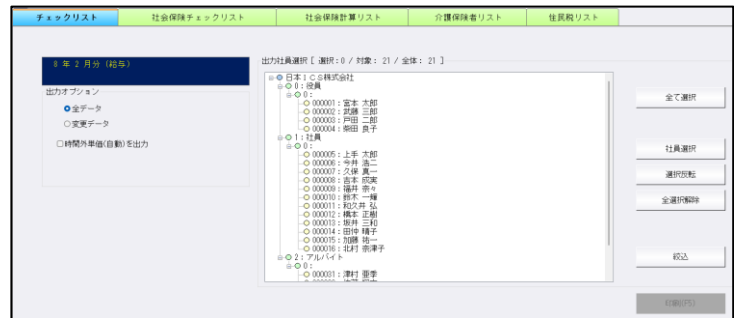 チェックリスト
社会保険チェックリスト
社会保険計算リスト
介護保険者リスト
住民税リスト
8 年 2 月分 (給与)
出力オプション
全データ
変更データ
時間外単価(自動)を出力
出力社員選択 [ 選択: 0 / 対象: 21 / 全体: 21 ]
日本ICS株式会社
0 : 役員
0 :
000001 : 宮本 太郎
000002 : 武藤 三郎
000003 : 戸田 二郎
000004 : 柴田 良子
1 : 社員
0 :
000005 : 上手 太郎
000006 : 今井 浩二
000007 : 久保 真一
000008 : 吉本 成実
000009 : 福井 奈々
000010 : 鈴木 一輝
000011 : 和久井 弘
000012 : 橋本 正樹
000013 : 坂井 三和
000014 : 田仲 晴子
000015 : 加藤 祐一
000016 : 北村 奈津子
2 : アルバイト
0 :
000031 : 津村 亜季
全て選択
社員選択
選択反転
全選択解除
絞込
印刷(PS)